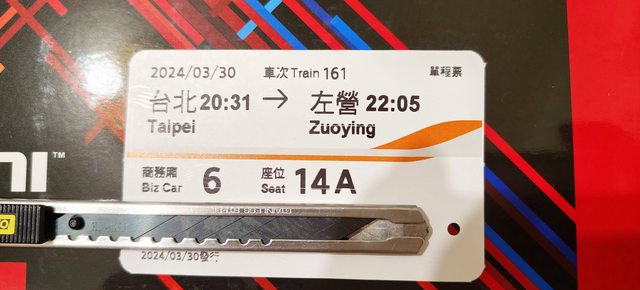 2024/03/30 車次 Train 161 單程票
台北 20:31 → 左營 22:05
Taipei Zuoying
商務廂 6 座位 14A
Biz Car Seat
2024/03/30發行